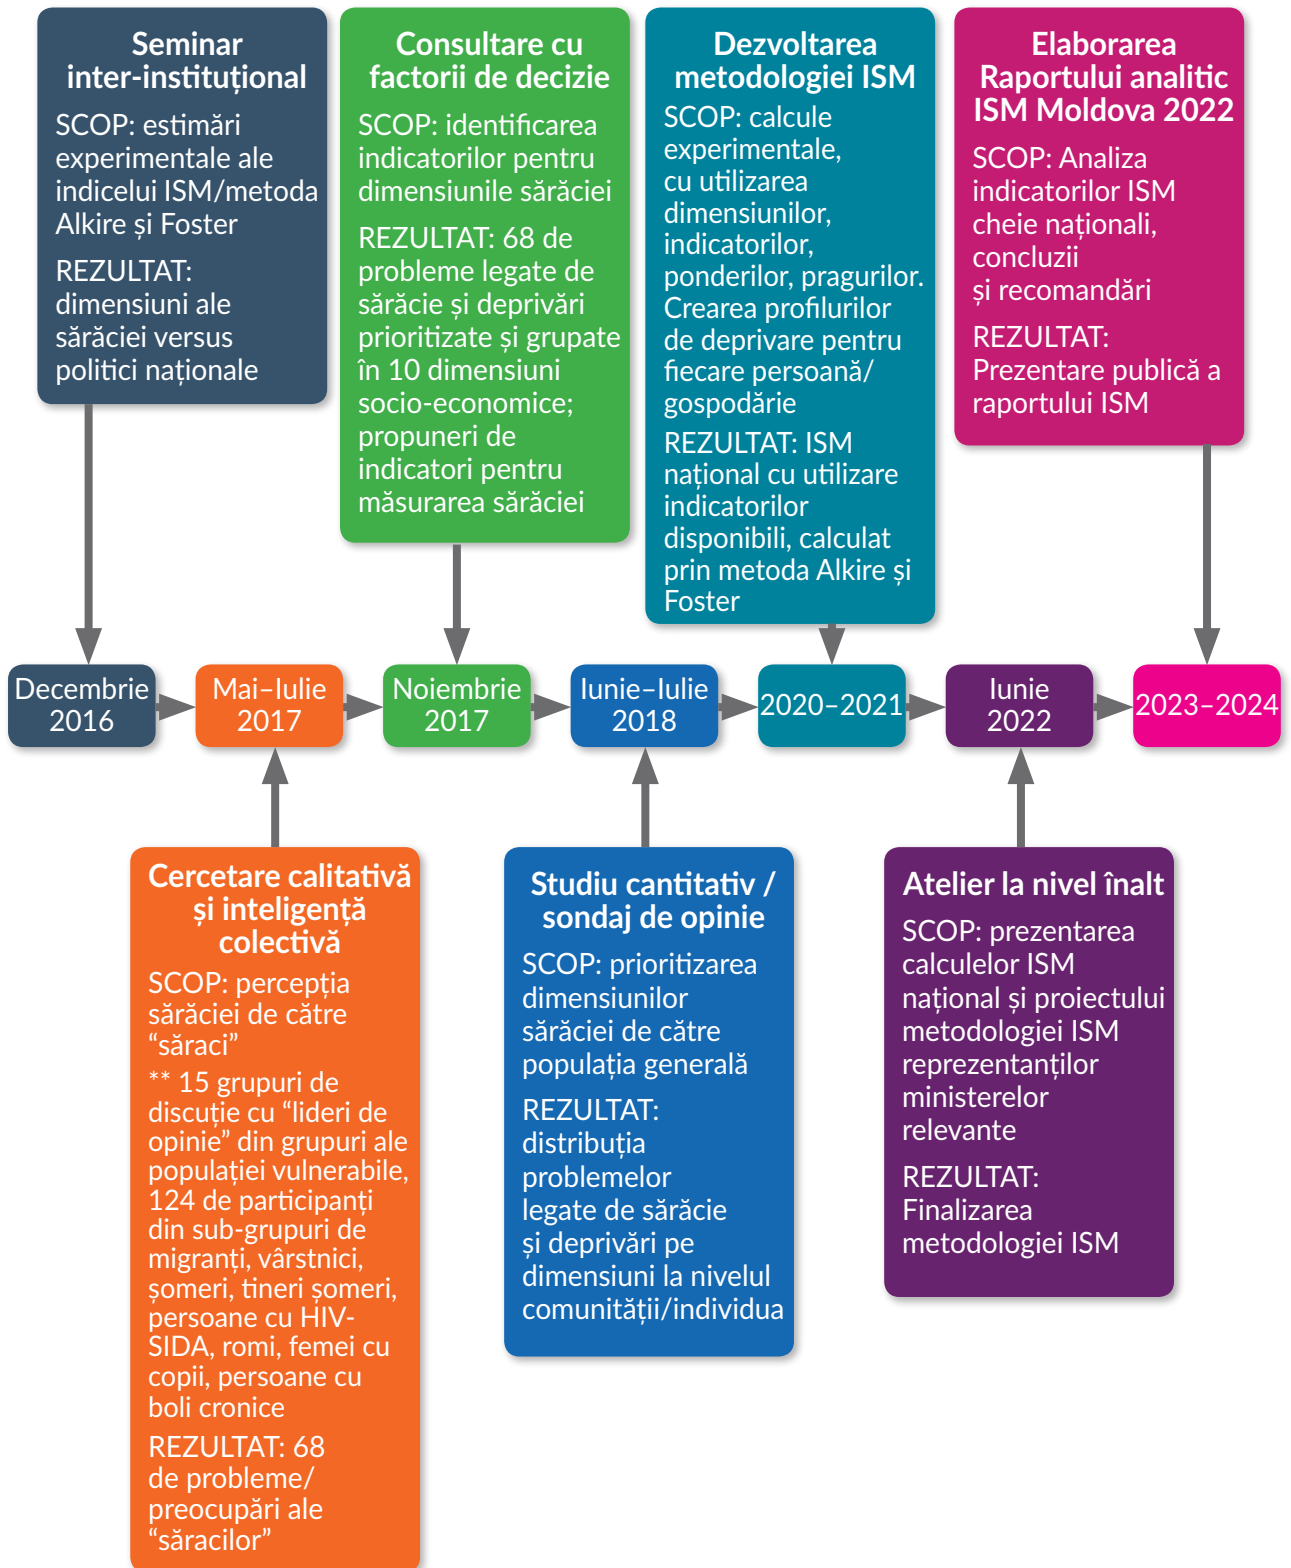 Seminar
inter-instituțional
SCOP: estimări
experimentale ale
indicelui ISM/metoda
Alkire și Foster
REZULTAT:
dimensiuni ale
sărăciei versus
politici naționale
Consultare cu
factorii de decizie
SCOP: identificarea
indicatorilor pentru
dimensiunile sărăciei
REZULTAT: 68 de
probleme legate de
sărăcie și deprivări
prioritizate și grupate
în 10 dimensiuni
socio-economice;
propuneri de
indicatori pentru
măsurarea sărăciei
Dezvoltarea
metodologiei ISM
SCOP: calcule
experimentale,
cu utilizarea
dimensiunilor,
indicatorilor,
ponderilor, pragurilor.
Crearea profilurilor
de deprivare pentru
fiecare persoană/
gospodărie
REZULTAT: ISM
național cu utilizare
indicatorilor
disponibili, calculat
prin metoda Alkire și
Foster
Elaborarea
Raportului analitic
ISM Moldova 2022
SCOP: Analiza
indicatorilor ISM
cheie naționali,
concluzii
și recomandări
REZULTAT:
Prezentare publică a
raportului ISM
Decembrie
2016
Mai–Iulie
2017
Noiembrie
2017
Iunie–Iulie
2018
2020–2021
Iunie
2022
2023–2024
Cercetare calitativă
și inteligență
colectivă
SCOP: percepția
sărăciei de către
“săraci”
** 15 grupuri de
discuție cu “lideri de
opinie” din grupuri ale
populației vulnerabile,
124 de participanți
din sub-grupuri de
migranți, vârstnici,
șomeri, tineri șomeri,
persoane cu HIV-
SIDA, romi, femei cu
copii, persoane cu
boli cronice
REZULTAT: 68
de probleme/
preocupări ale
“săracilor”
Studiu cantitativ /
sondaj de opinie
SCOP: prioritizarea
dimensiunilor
sărăciei de către
populația generală
REZULTAT:
distribuția
problemelor
legate de sărăcie
și deprivări pe
dimensiuni la nivelul
comunității/individua
Atelier la nivel înalt
SCOP: prezentarea
calculelor ISM
național și proiectului
metodologiei ISM
reprezentanților
ministerelor
relevante
REZULTAT:
Finalizarea
metodologiei ISM